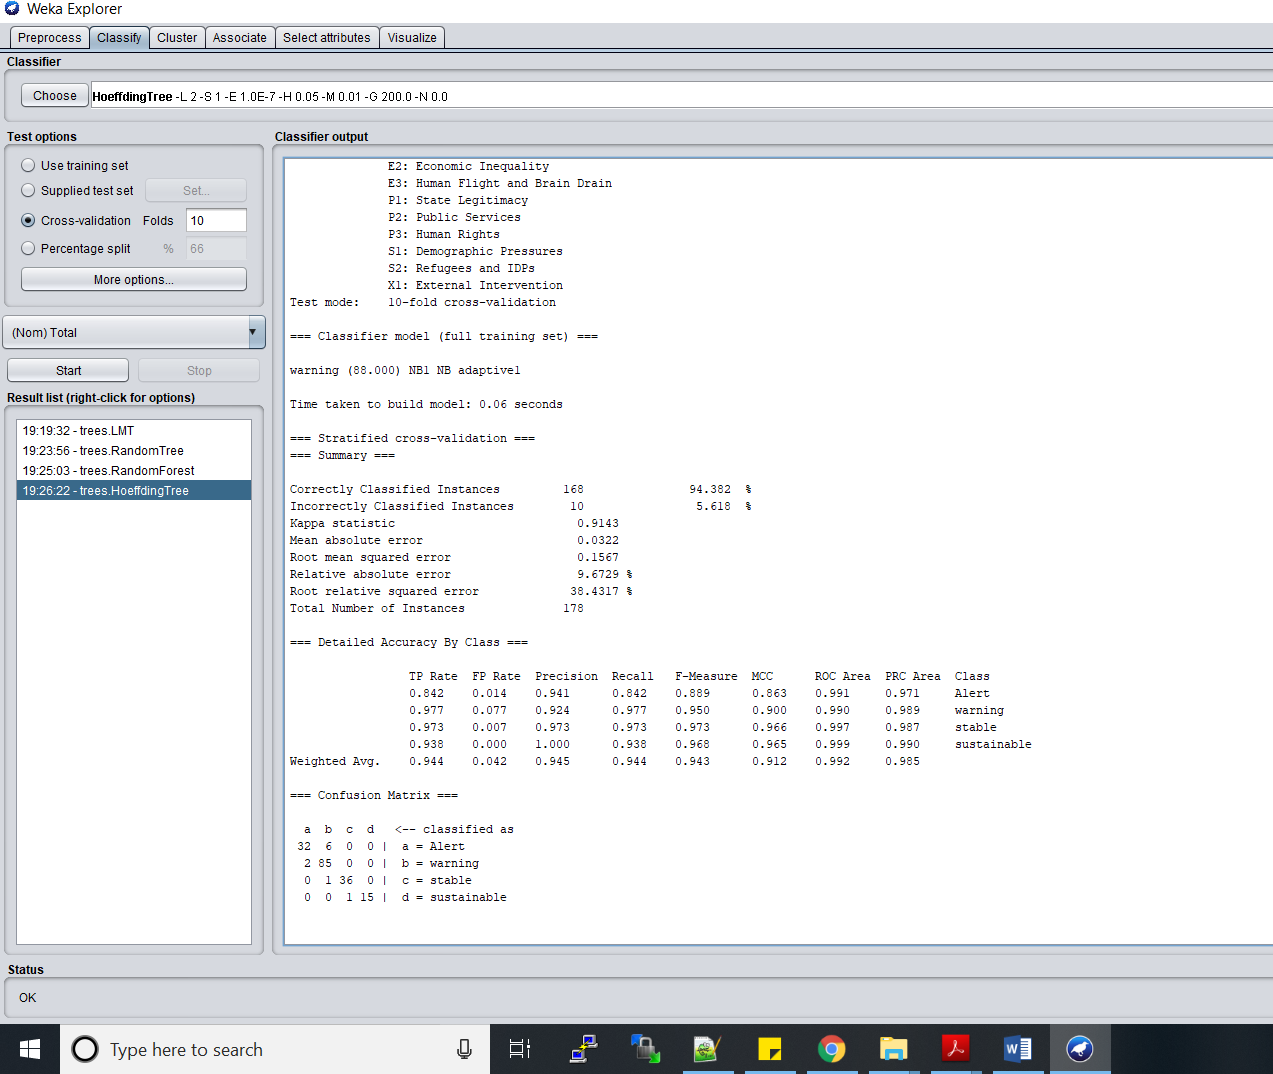 Weka Explorer
Preprocess Classify Cluster Associate Select attributes Visualize
Classifier
Choose HoeffdingTree -L 2 -S 1 -E 1.0E-7 -H 0.05 -M 0.01 -G 200.0 -N 0.0
Test options
Use training set
Supplied test set Set...
Cross-validation Folds 10
Percentage split % 66
More options...
(Nom) Total
Start Stop
Result list (right-click for options)
19:19:32 - trees.LMT
19:23:56 - trees.RandomTree
19:25:03 - trees.RandomForest
19:26:22 - trees.HoeffdingTree
Classifier output
E2: Economic Inequality
E3: Human Flight and Brain Drain
P1: State Legitimacy
P2: Public Services
P3: Human Rights
S1: Demographic Pressures
S2: Refugees and IDPs
X1: External Intervention
Test mode: 10-fold cross-validation
=== Classifier model (full training set) ===
warning (88.000) NB1 NB adaptive1
Time taken to build model: 0.06 seconds
=== Stratified cross-validation ===
=== Summary ===
Correctly Classified Instances 168 94.382 %
Incorrectly Classified Instances 10 5.618 %
Kappa statistic 0.9143
Mean absolute error 0.0322
Root mean squared error 0.1567
Relative absolute error 9.6729 %
Root relative squared error 38.4317 %
Total Number of Instances 178
=== Detailed Accuracy By Class ===
TP Rate FP Rate Precision Recall F-Measure MCC ROC Area PRC Area Class
0.842 0.014 0.941 0.842 0.889 0.863 0.991 0.971 Alert
0.977 0.077 0.924 0.977 0.950 0.900 0.990 0.989 warning
0.973 0.007 0.973 0.973 0.973 0.966 0.997 0.987 stable
0.938 0.000 1.000 0.938 0.968 0.965 0.999 0.990 sustainable
Weighted Avg. 0.944 0.042 0.945 0.944 0.943 0.912 0.992 0.985
=== Confusion Matrix ===
a b c d <-- classified as
32 6 0 0 | a = Alert
2 85 0 0 | b = warning
0 1 36 0 | c = stable
0 0 1 15 | d = sustainable
Status
OK
Type here to search